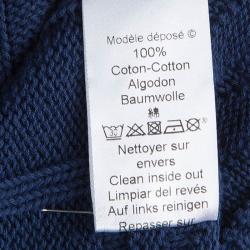 Modèle déposé ©
100%
Coton-Cotton
Algodon
Baumwolle
Nettoyer sur
envers
Clean inside out
Limpiar del revés
Auf links reinigen
Repasser sur